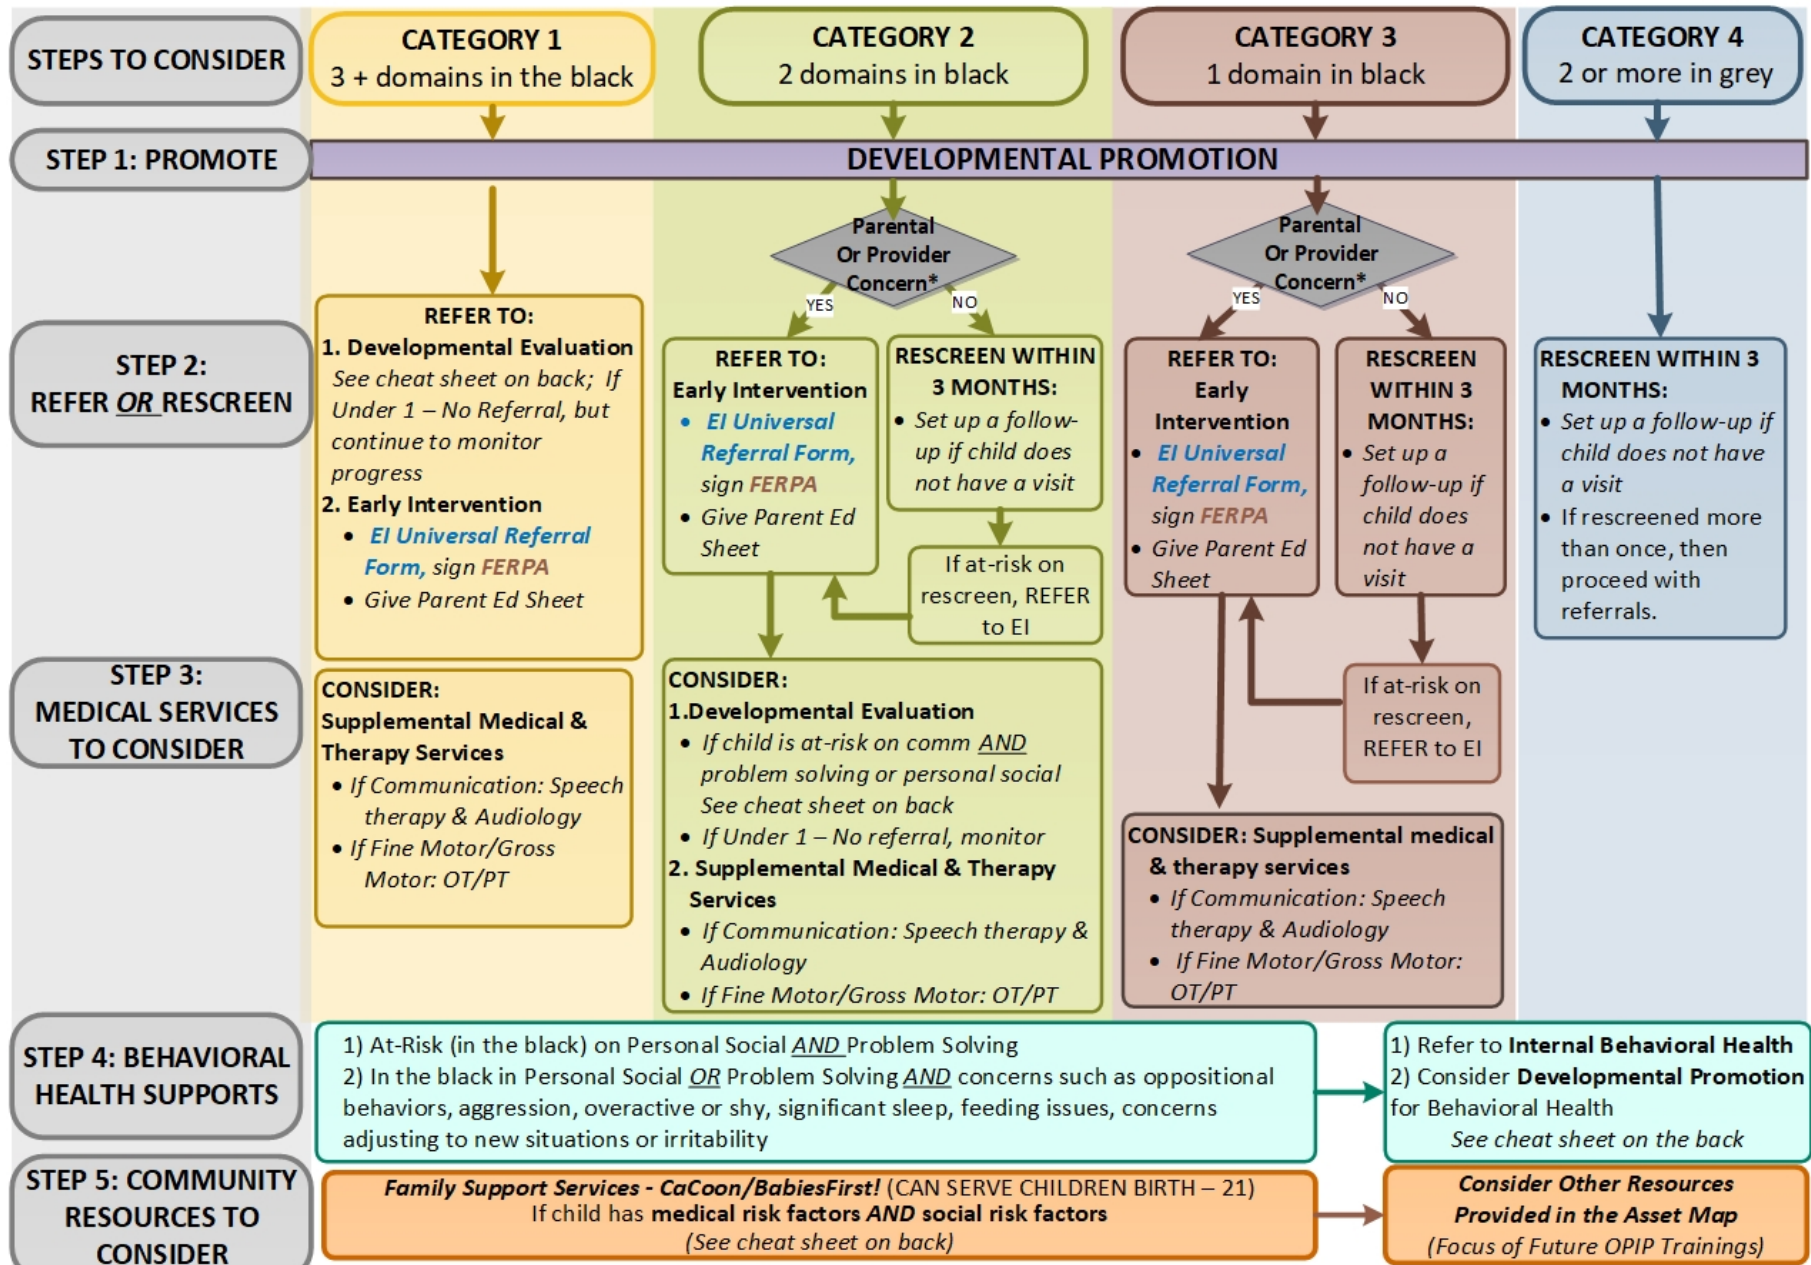 STEPS TO CONSIDER
CATEGORY 1
3 + domains in the black
CATEGORY 2
2 domains in black
CATEGORY 3
1 domain in black
CATEGORY 4
2 or more in grey
STEP 1: PROMOTE
DEVELOPMENTAL PROMOTION
STEP 2:
REFER OR RESCREEN
REFER TO:
1. Developmental Evaluation
See cheat sheet on back; If
Under 1 – No Referral, but
continue to monitor
progress
2. Early Intervention
• EI Universal Referral
Form, sign FERPA
• Give Parent Ed Sheet
Parental
Or Provider
Concern*
YES
NO
REFER TO:
Early Intervention
• EI Universal
Referral Form,
sign FERPA
• Give Parent Ed
Sheet
RESCREEN WITHIN
3 MONTHS:
• Set up a follow-
up if child does
not have a visit
If at-risk on
rescreen, REFER
to EI
Parental
Or Provider
Concern*
YES
NO
REFER TO:
Early
Intervention
• EI Universal
Referral Form,
sign FERPA
• Give Parent Ed
Sheet
RESCREEN
WITHIN 3
MONTHS:
• Set up a
follow-up if
child does
not have a
visit
If at-risk on
rescreen,
REFER to EI
RESCREEN WITHIN 3
MONTHS:
• Set up a follow-up if
child does not have
a visit
• If rescreened more
than once, then
proceed with
referrals.
STEP 3:
MEDICAL SERVICES
TO CONSIDER
CONSIDER:
Supplemental Medical &
Therapy Services
• If Communication: Speech
therapy & Audiology
• If Fine Motor/Gross
Motor: OT/PT
CONSIDER:
1.Developmental Evaluation
• If child is at-risk on comm AND
problem solving or personal social
See cheat sheet on back
• If Under 1 – No referral, monitor
2. Supplemental Medical & Therapy
Services
• If Communication: Speech therapy &
Audiology
• If Fine Motor/Gross Motor: OT/PT
CONSIDER: Supplemental medical
& therapy services
• If Communication: Speech
therapy & Audiology
• If Fine Motor/Gross Motor:
OT/PT
STEP 4: BEHAVIORAL
HEALTH SUPPORTS
1) At-Risk (in the black) on Personal Social AND Problem Solving
2) In the black in Personal Social OR Problem Solving AND concerns such as oppositional
behaviors, aggression, overactive or shy, significant sleep, feeding issues, concerns
adjusting to new situations or irritability
1) Refer to Internal Behavioral Health
2) Consider Developmental Promotion
for Behavioral Health
See cheat sheet on the back
STEP 5: COMMUNITY
RESOURCES TO
CONSIDER
Family Support Services - CaCoon/BabiesFirst! (CAN SERVE CHILDREN BIRTH – 21)
If child has medical risk factors AND social risk factors
(See cheat sheet on back)
Consider Other Resources
Provided in the Asset Map
(Focus of Future OPIP Trainings)